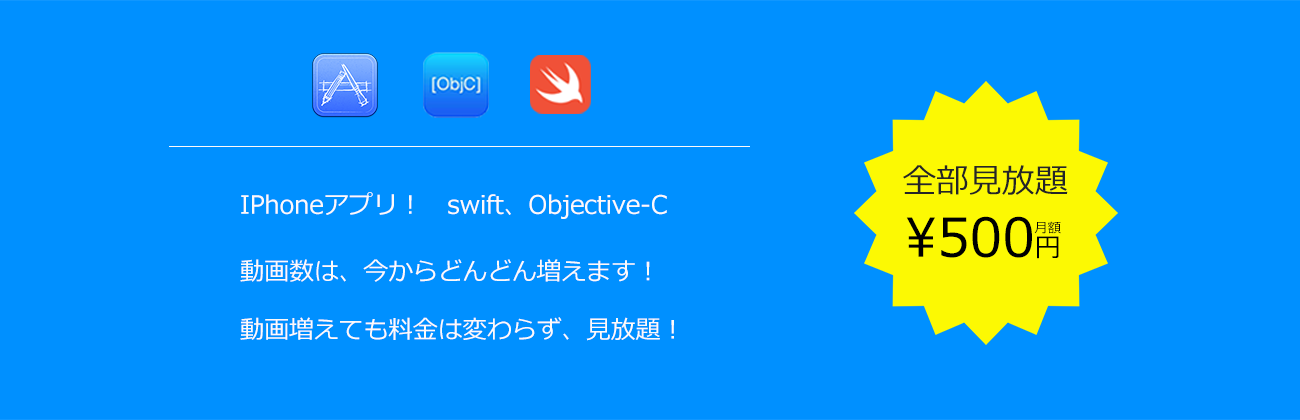 [ObjC]
IPhoneアプリ！　swift、Objective-C
動画数は、今からどんどん増えます！
動画増えても料金は変わらず、見放題！
全部見放題
¥500月額円